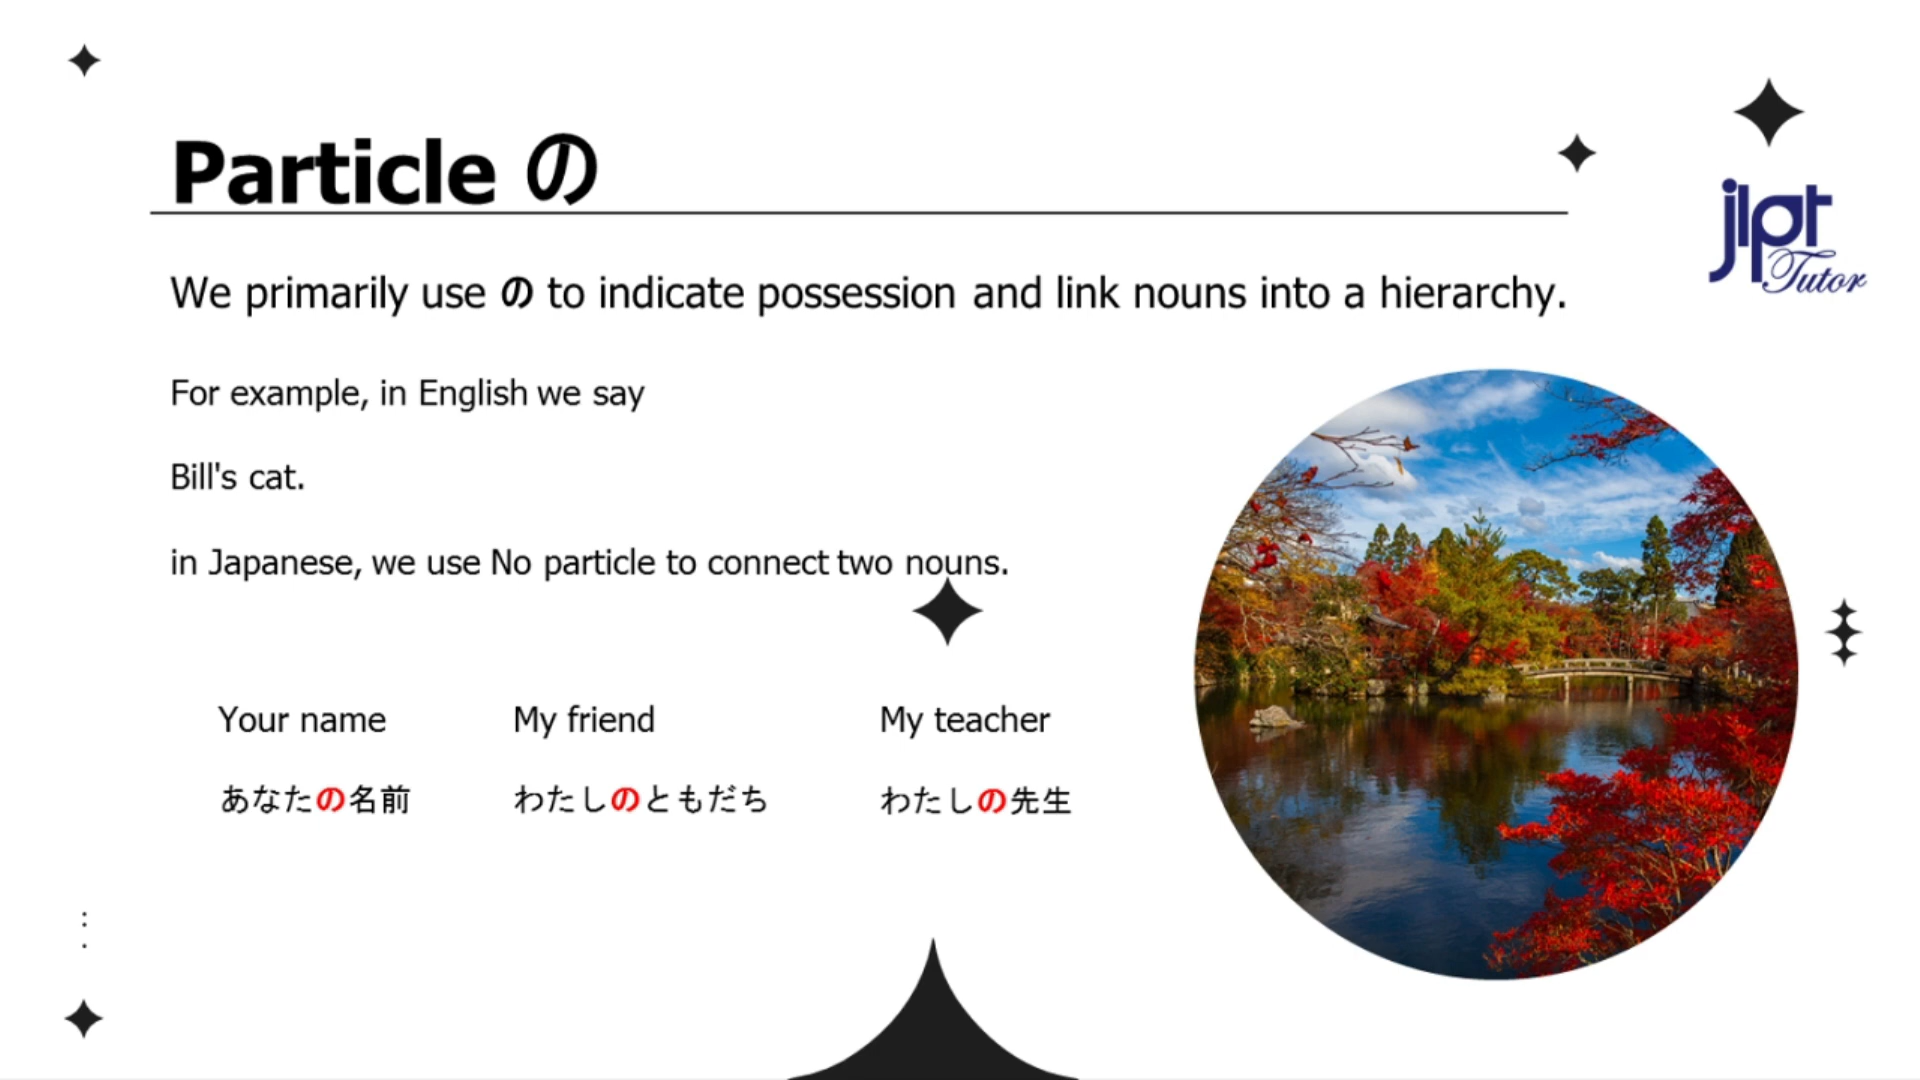 Particle の
jlpt
Tutor
We primarily use の to indicate possession and link nouns into a hierarchy.
For example, in English we say
Bill's cat.
in Japanese, we use No particle to connect two nouns.
Your name My friend My teacher
あなたの名前 わたしのともだち わたしの先生